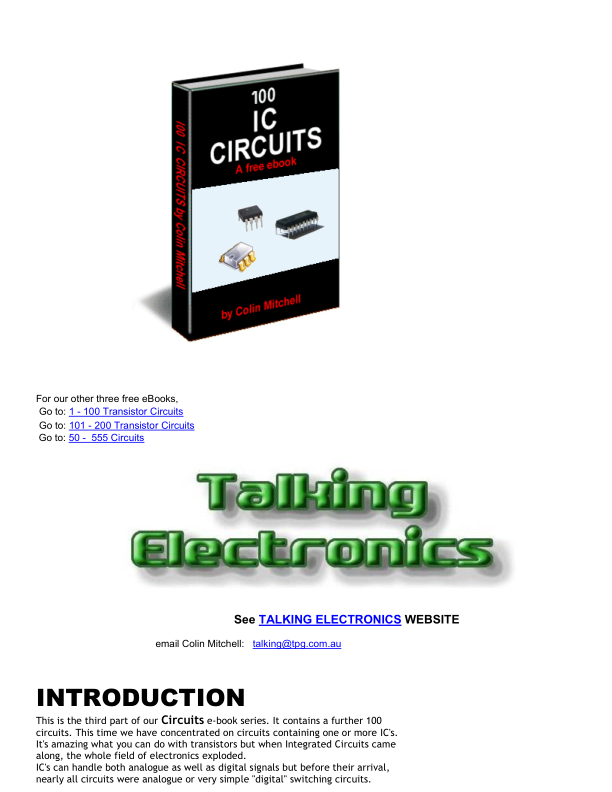 100
IC
CIRCUITS
A free ebook
100 IC CIRCUITS by Colin Mitchell
by Colin Mitchell
For our other three free eBooks,
Go to: 1 - 100 Transistor Circuits
Go to: 101 - 200 Transistor Circuits
Go to: 50 - 555 Circuits
Talking
Electronics
See TALKING ELECTRONICS WEBSITE
email Colin Mitchell: talking@tpg.com.au
INTRODUCTION
This is the third part of our Circuits e-book series. It contains a further 100
circuits. This time we have concentrated on circuits containing one or more IC's.
It's amazing what you can do with transistors but when Integrated Circuits came
along, the whole field of electronics exploded.
IC's can handle both analogue as well as digital signals but before their arrival,
nearly all circuits were analogue or very simple "digital" switching circuits.